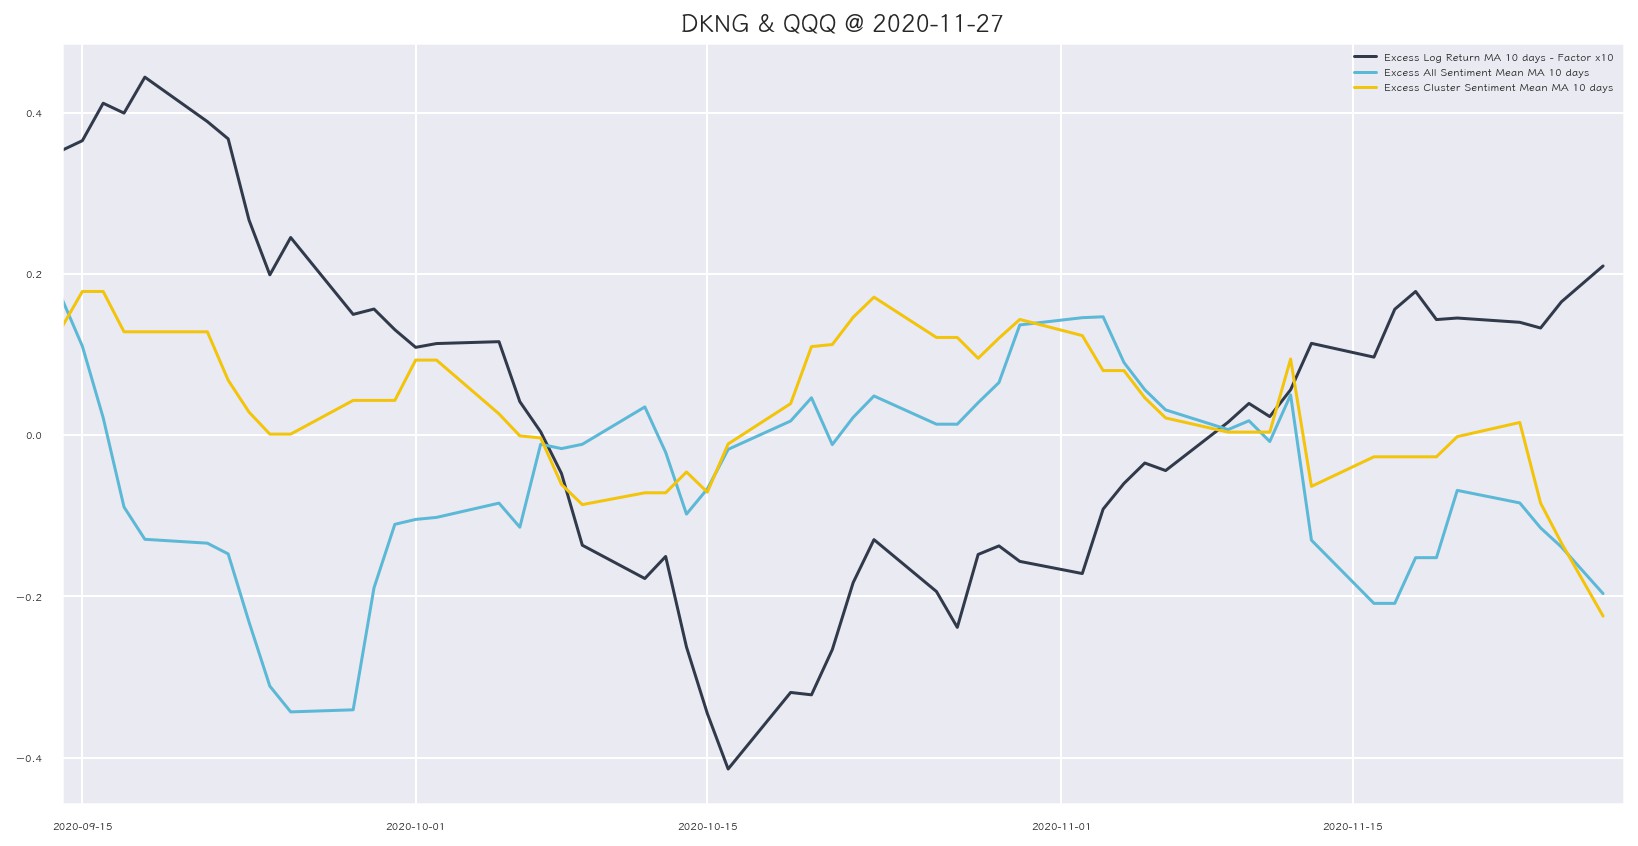 DKNG & QQQ @ 2020-11-27
Excess Log Return MA 10 days - Factor x10
Excess All Sentiment Mean MA 10 days
Excess Cluster Sentiment Mean MA 10 days
0.4
0.2
0.0
−0.2
−0.4
2020-09-15 2020-10-01 2020-10-15 2020-11-01 2020-11-15